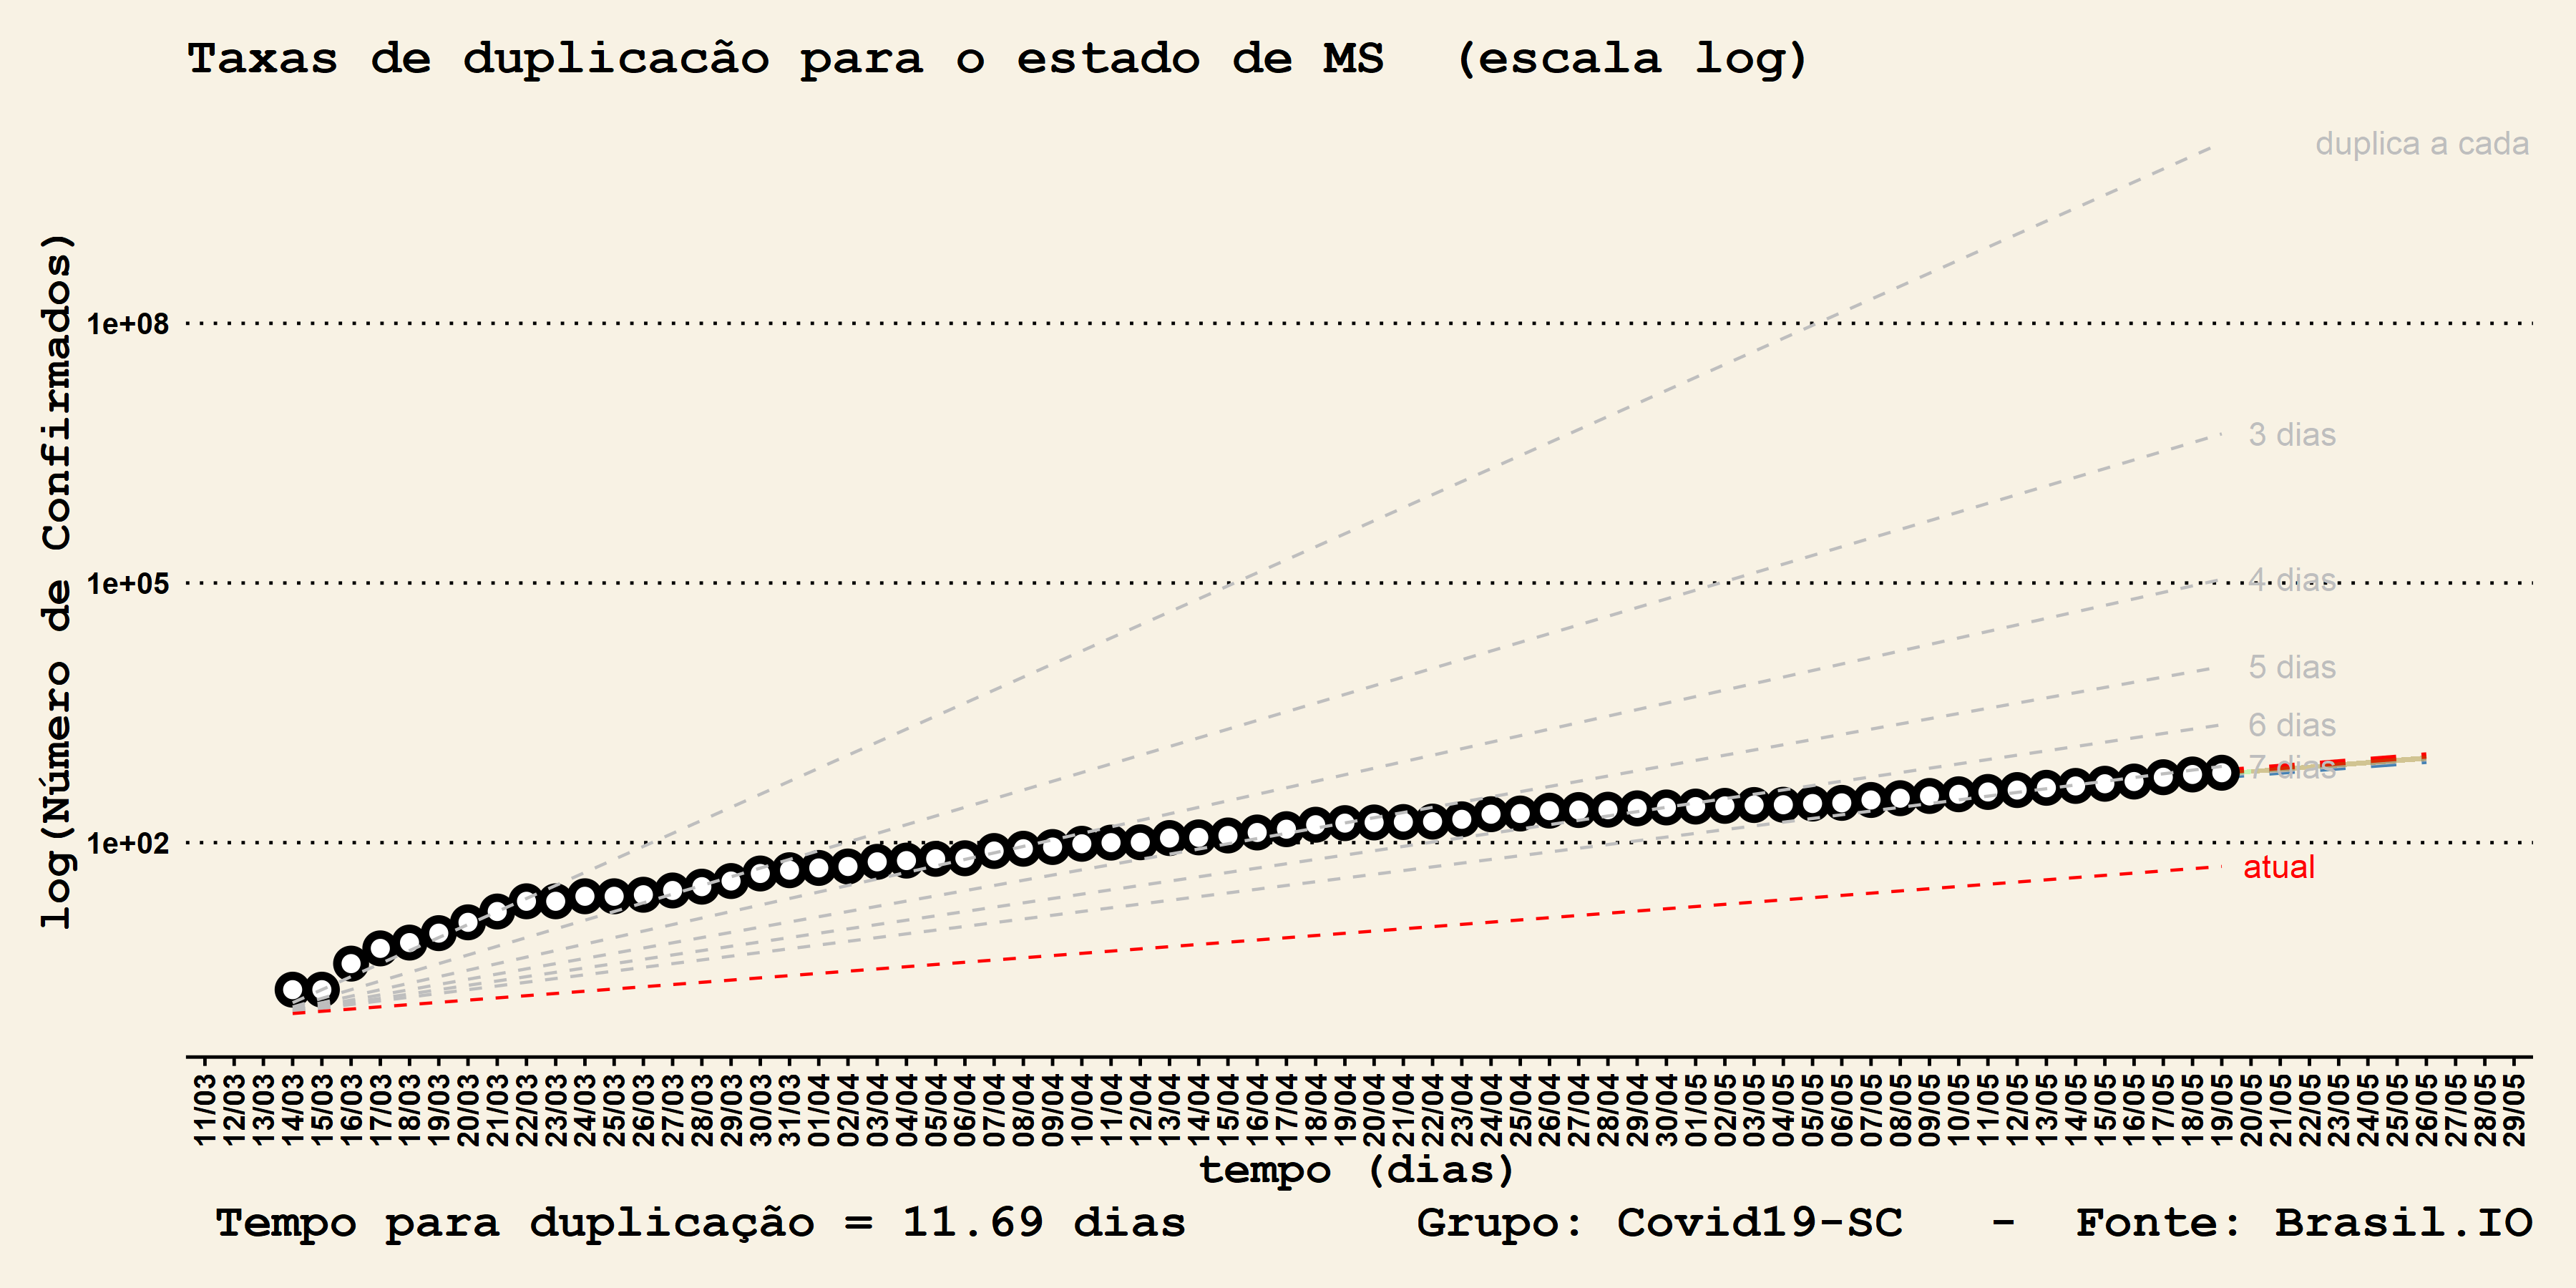 Taxas de duplicacão para o estado de MS (escala log)
duplica a cada
log(Número de Confirmados)
1e+08
3 dias
1e+05
4 dias
5 dias
6 dias
7 dias
1e+02
atual
11/03 12/03 13/03 14/03 15/03 16/03 17/03 18/03 19/03 20/03 21/03 22/03 23/03 24/03 25/03 26/03 27/03 28/03 29/03 30/03 31/03 01/04 02/04 03/04 04/04 05/04 06/04 07/04 08/04 09/04 10/04 11/04 12/04 13/04 14/04 15/04 16/04 17/04 18/04 19/04 20/04 21/04 22/04 23/04 24/04 25/04 26/04 27/04 28/04 29/04 30/04 01/05 02/05 03/05 04/05 05/05 06/05 07/05 08/05 09/05 10/05 11/05 12/05 13/05 14/05 15/05 16/05 17/05 18/05 19/05 20/05 21/05 22/05 23/05 24/05 25/05 26/05 27/05 28/05 29/05
tempo (dias)
Tempo para duplicação = 11.69 dias Grupo: Covid19-SC - Fonte: Brasil.IO